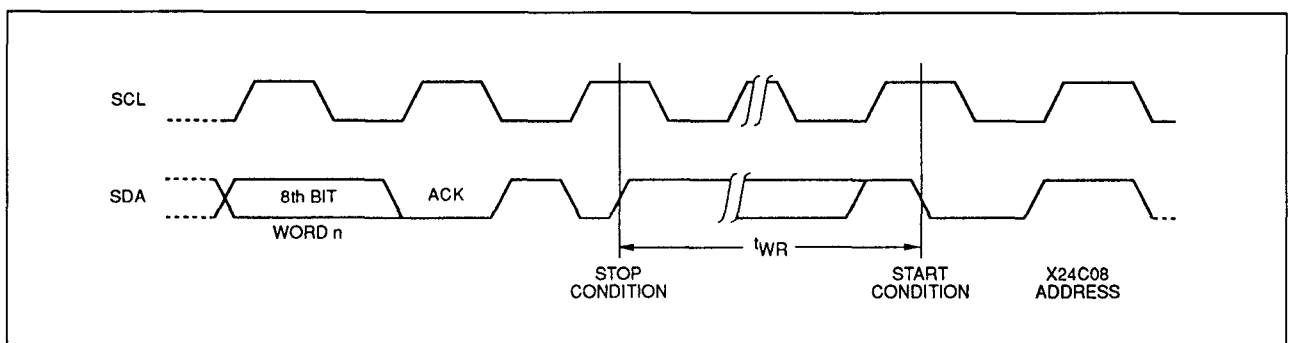 SCL
SDA
8th BIT
ACK
WORD n
tWR
STOP
CONDITION
START
CONDITION
X24C08
ADDRESS